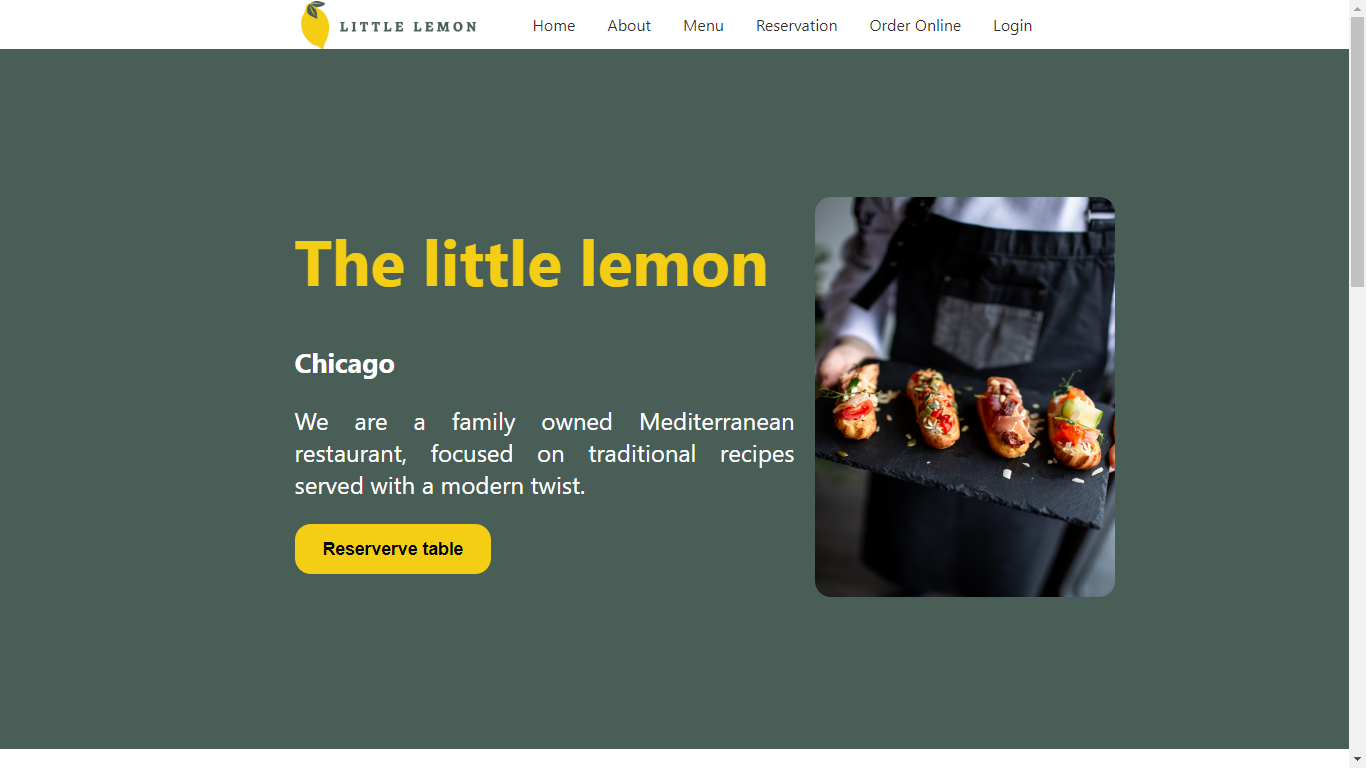 LITTLE LEMON
Home About Menu Reservation Order Online Login
The little lemon
Chicago
We are a family owned Mediterranean
restaurant, focused on traditional recipes
served with a modern twist.
Reserverve table